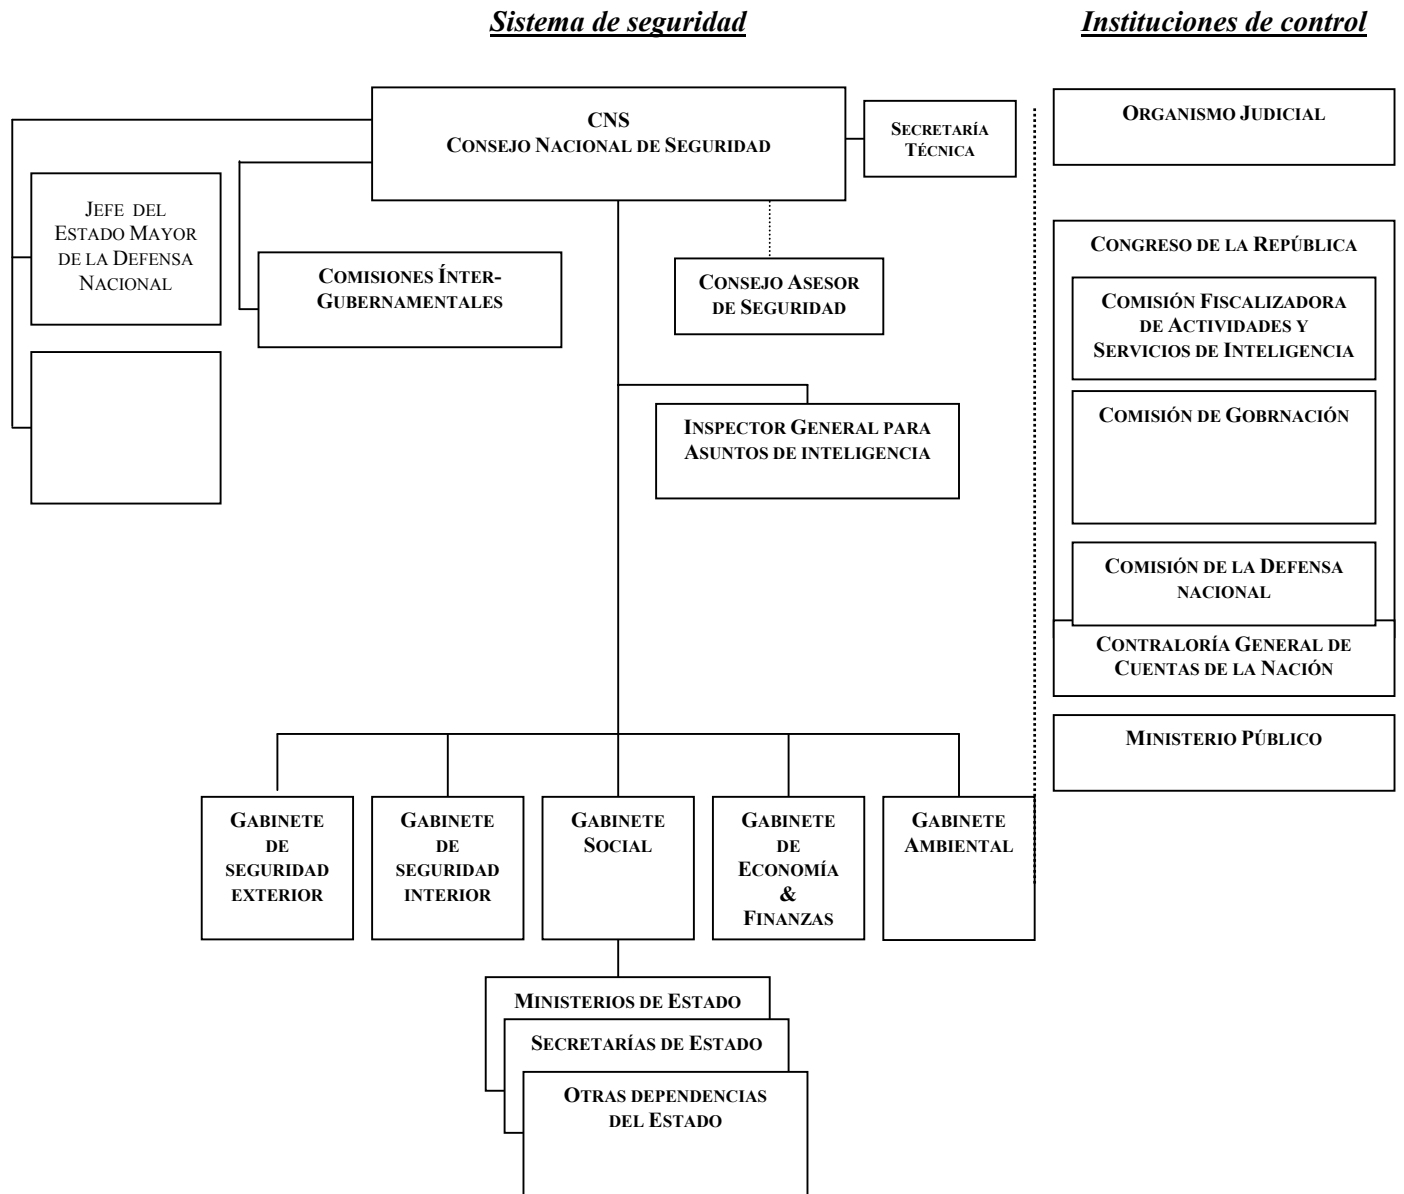 Sistema de seguridad
Instituciones de control
CNS
CONSEJO NACIONAL DE SEGURIDAD
SECRETARÍA
TÉCNICA
JEFE DEL
ESTADO MAYOR
DE LA DEFENSA
NACIONAL
COMISIONES ÍNTER-
GUBERNAMENTALES
CONSEJO ASESOR
DE SEGURIDAD
INSPECTOR GENERAL PARA
ASUNTOS DE INTELIGENCIA
GABINETE
DE
SEGURIDAD
EXTERIOR
GABINETE
DE
SEGURIDAD
INTERIOR
GABINETE
SOCIAL
GABINETE
DE
ECONOMÍA
&
FINANZAS
GABINETE
AMBIENTAL
MINISTERIOS DE ESTADO
SECRETARÍAS DE ESTADO
OTRAS DEPENDENCIAS
DEL ESTADO
ORGANISMO JUDICIAL
CONGRESO DE LA REPÚBLICA
COMISIÓN FISCALIZADORA
DE ACTIVIDADES Y
SERVICIOS DE INTELIGENCIA
COMISIÓN DE GOBRNACIÓN
COMISIÓN DE LA DEFENSA
NACIONAL
CONTRALORÍA GENERAL DE
CUENTAS DE LA NACIÓN
MINISTERIO PÚBLICO